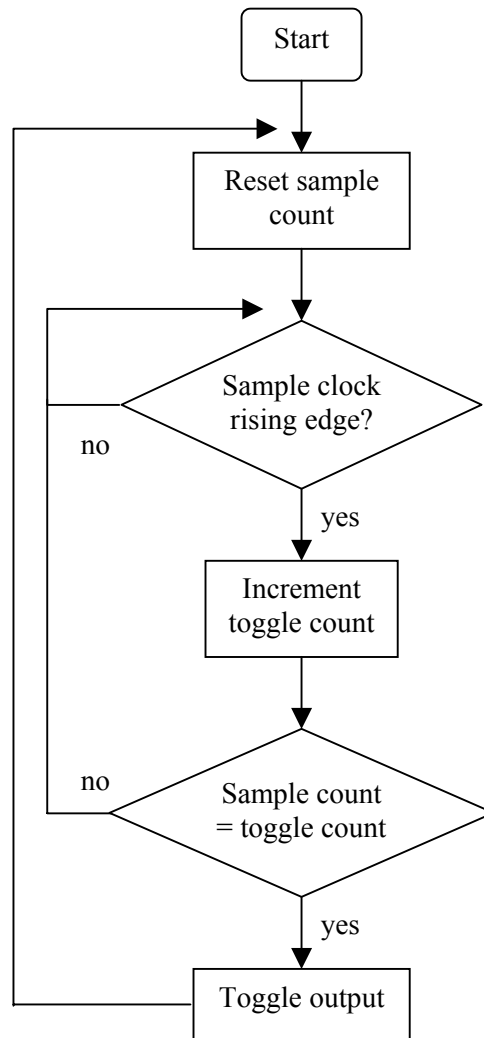 Start
Reset sample
count
Sample clock
rising edge?
no
yes
Increment
toggle count
no
Sample count
= toggle count
yes
Toggle output